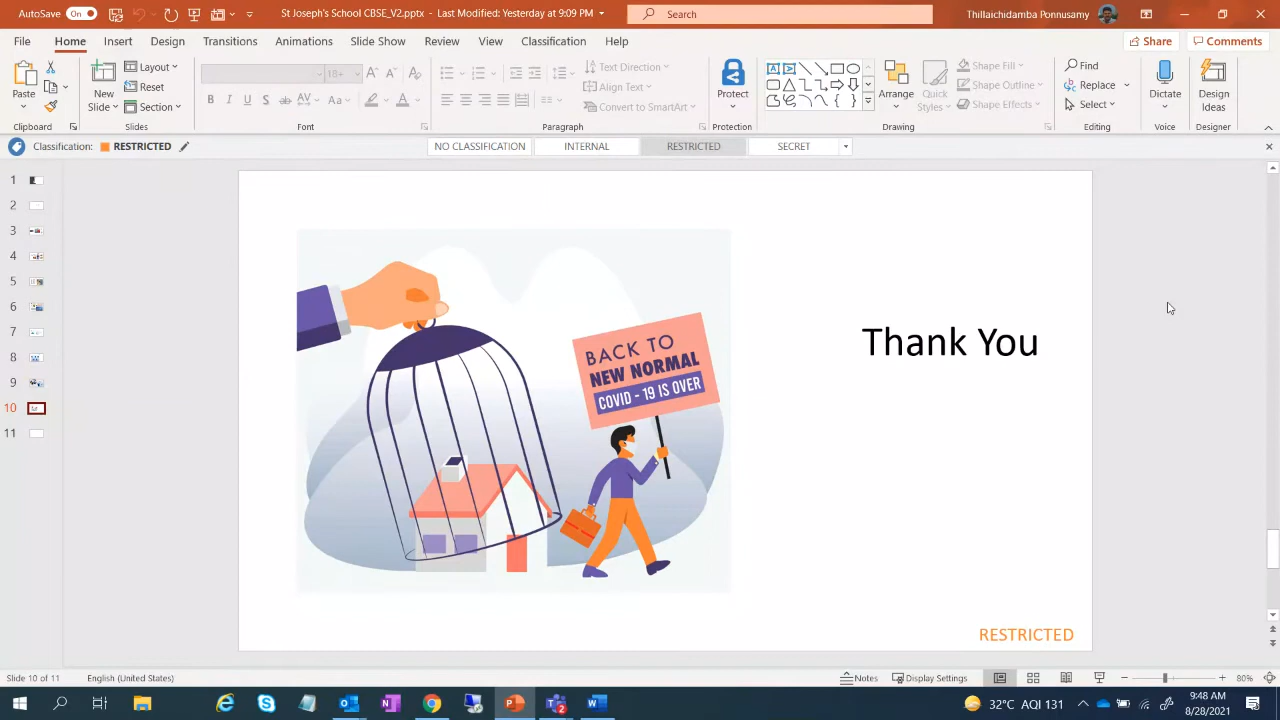 AutoSave On
St Joseph's School CBSE_V2.pptx - Last Modified: Yesterday at 9:09 PM
Search
Thillaichidamba Ponnusamy
File Home Insert Design Transitions Animations Slide Show Review View Classification Help Share Comments
Paste
New Slide
Layout
Reset
Section
18+
B I U S ab AV Aa A
Text Direction
Align Text
Convert to SmartArt
Protect
Arrange
Quick Styles
Shape Fill
Shape Outline
Shape Effects
Find
Replace
Select
Dictate
Design Ideas
Clipboard Slides Font Paragraph Protection Drawing Editing Voice Designer
Classification: RESTRICTED NO CLASSIFICATION INTERNAL RESTRICTED SECRET
1
2
3
4
5
6
7
8
9
10
11
BACK TO
NEW NORMAL
COVID - 19 IS OVER
Thank You
RESTRICTED
Slide 10 of 11 English (United States) Notes Display Settings 80%
32°C AQI 131
9:48 AM
8/28/2021